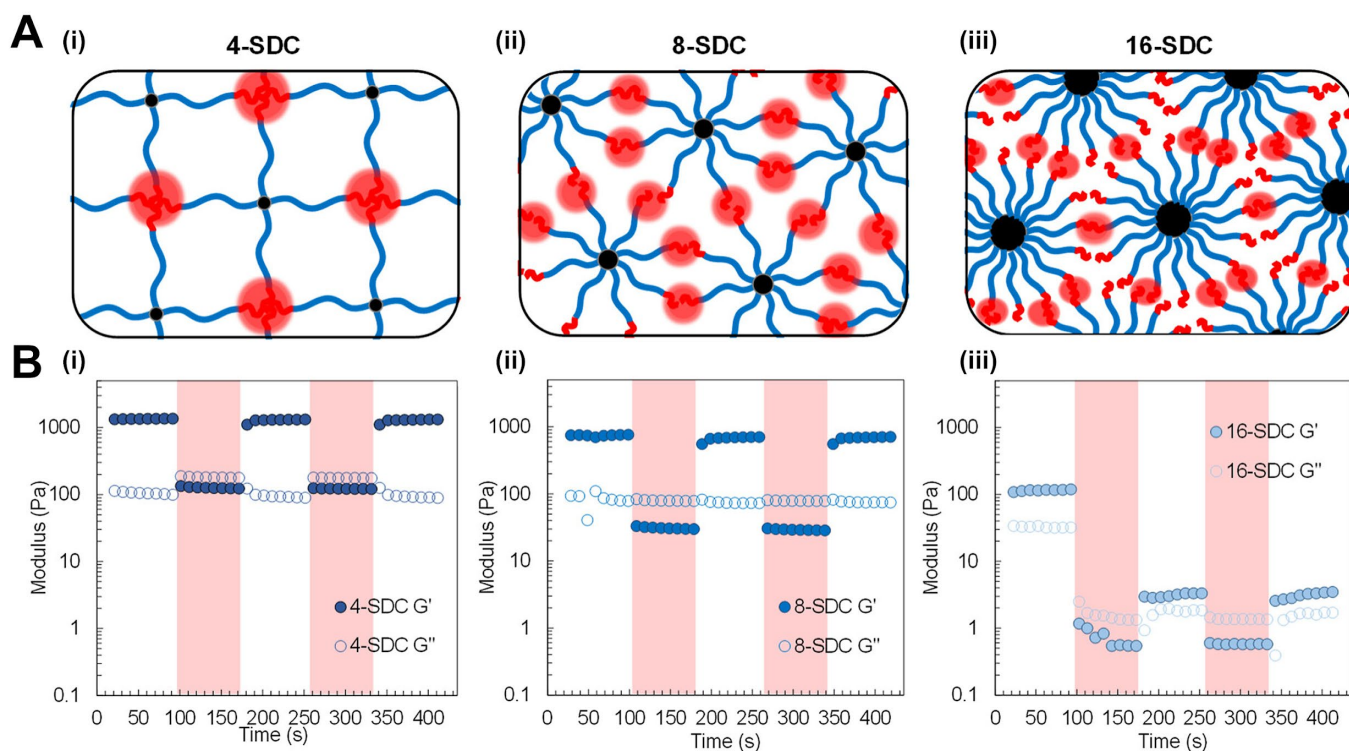 A
(i)
4-SDC
(ii)
8-SDC
(iii)
16-SDC
B
(i)
Modulus (Pa)
1000
100
10
1
0.1
0 50 100 150 200 250 300 350 400
Time (s)
4-SDC G'
4-SDC G"
(ii)
Modulus (Pa)
1000
100
10
1
0.1
0 50 100 150 200 250 300 350 400
Time (s)
8-SDC G'
8-SDC G"
(iii)
Modulus (Pa)
1000
100
10
1
0.1
0 50 100 150 200 250 300 350 400
Time (s)
16-SDC G'
16-SDC G"